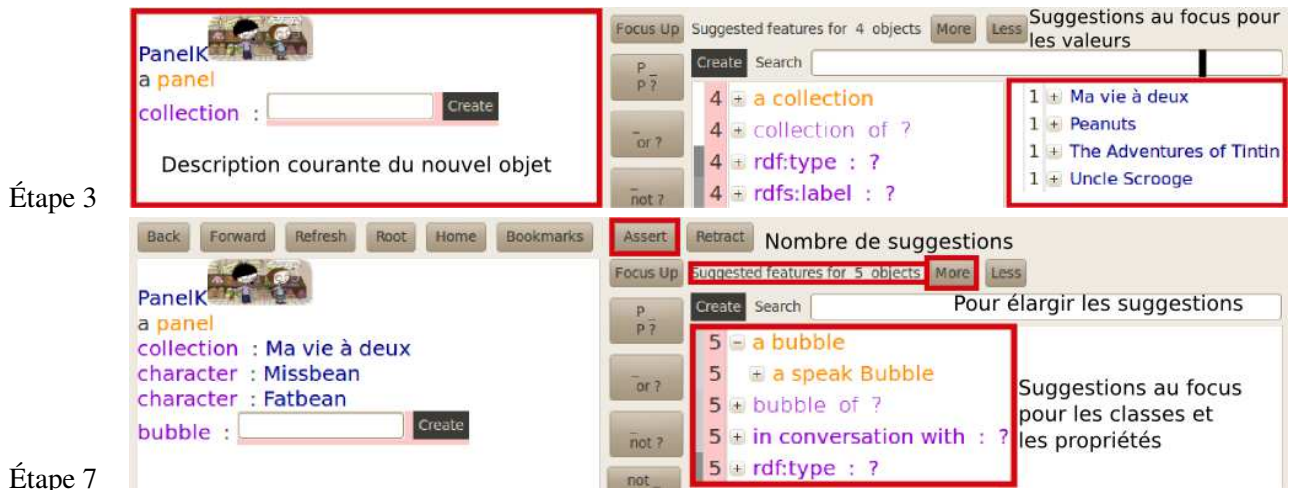 Étape 3
PanelK
a panel
collection : Create
Description courante du nouvel objet
Focus Up Suggested features for 4 objects More Less
Suggestions au focus pour
les valeurs
P _
P ?
Create Search
_
or ?
_
not ?
4 + a collection
4 + collection of ?
4 + rdf:type : ?
4 + rdfs:label : ?
1 + Ma vie à deux
1 + Peanuts
1 + The Adventures of Tintin
1 + Uncle Scrooge
Étape 7
Back Forward Refresh Root Home Bookmarks Assert Retract
Nombre de suggestions
PanelK
a panel
collection : Ma vie à deux
character : Missbean
character : Fatbean
bubble : Create
Focus Up Suggested features for 5 objects More Less
P _
P ?
Create Search
Pour élargir les suggestions
_
or ?
_
not ?
not _
5 - a bubble
5 + a speak Bubble
5 + bubble of ?
5 + in conversation with : ?
5 + rdf:type : ?
Suggestions au focus
pour les classes et
les propriétés